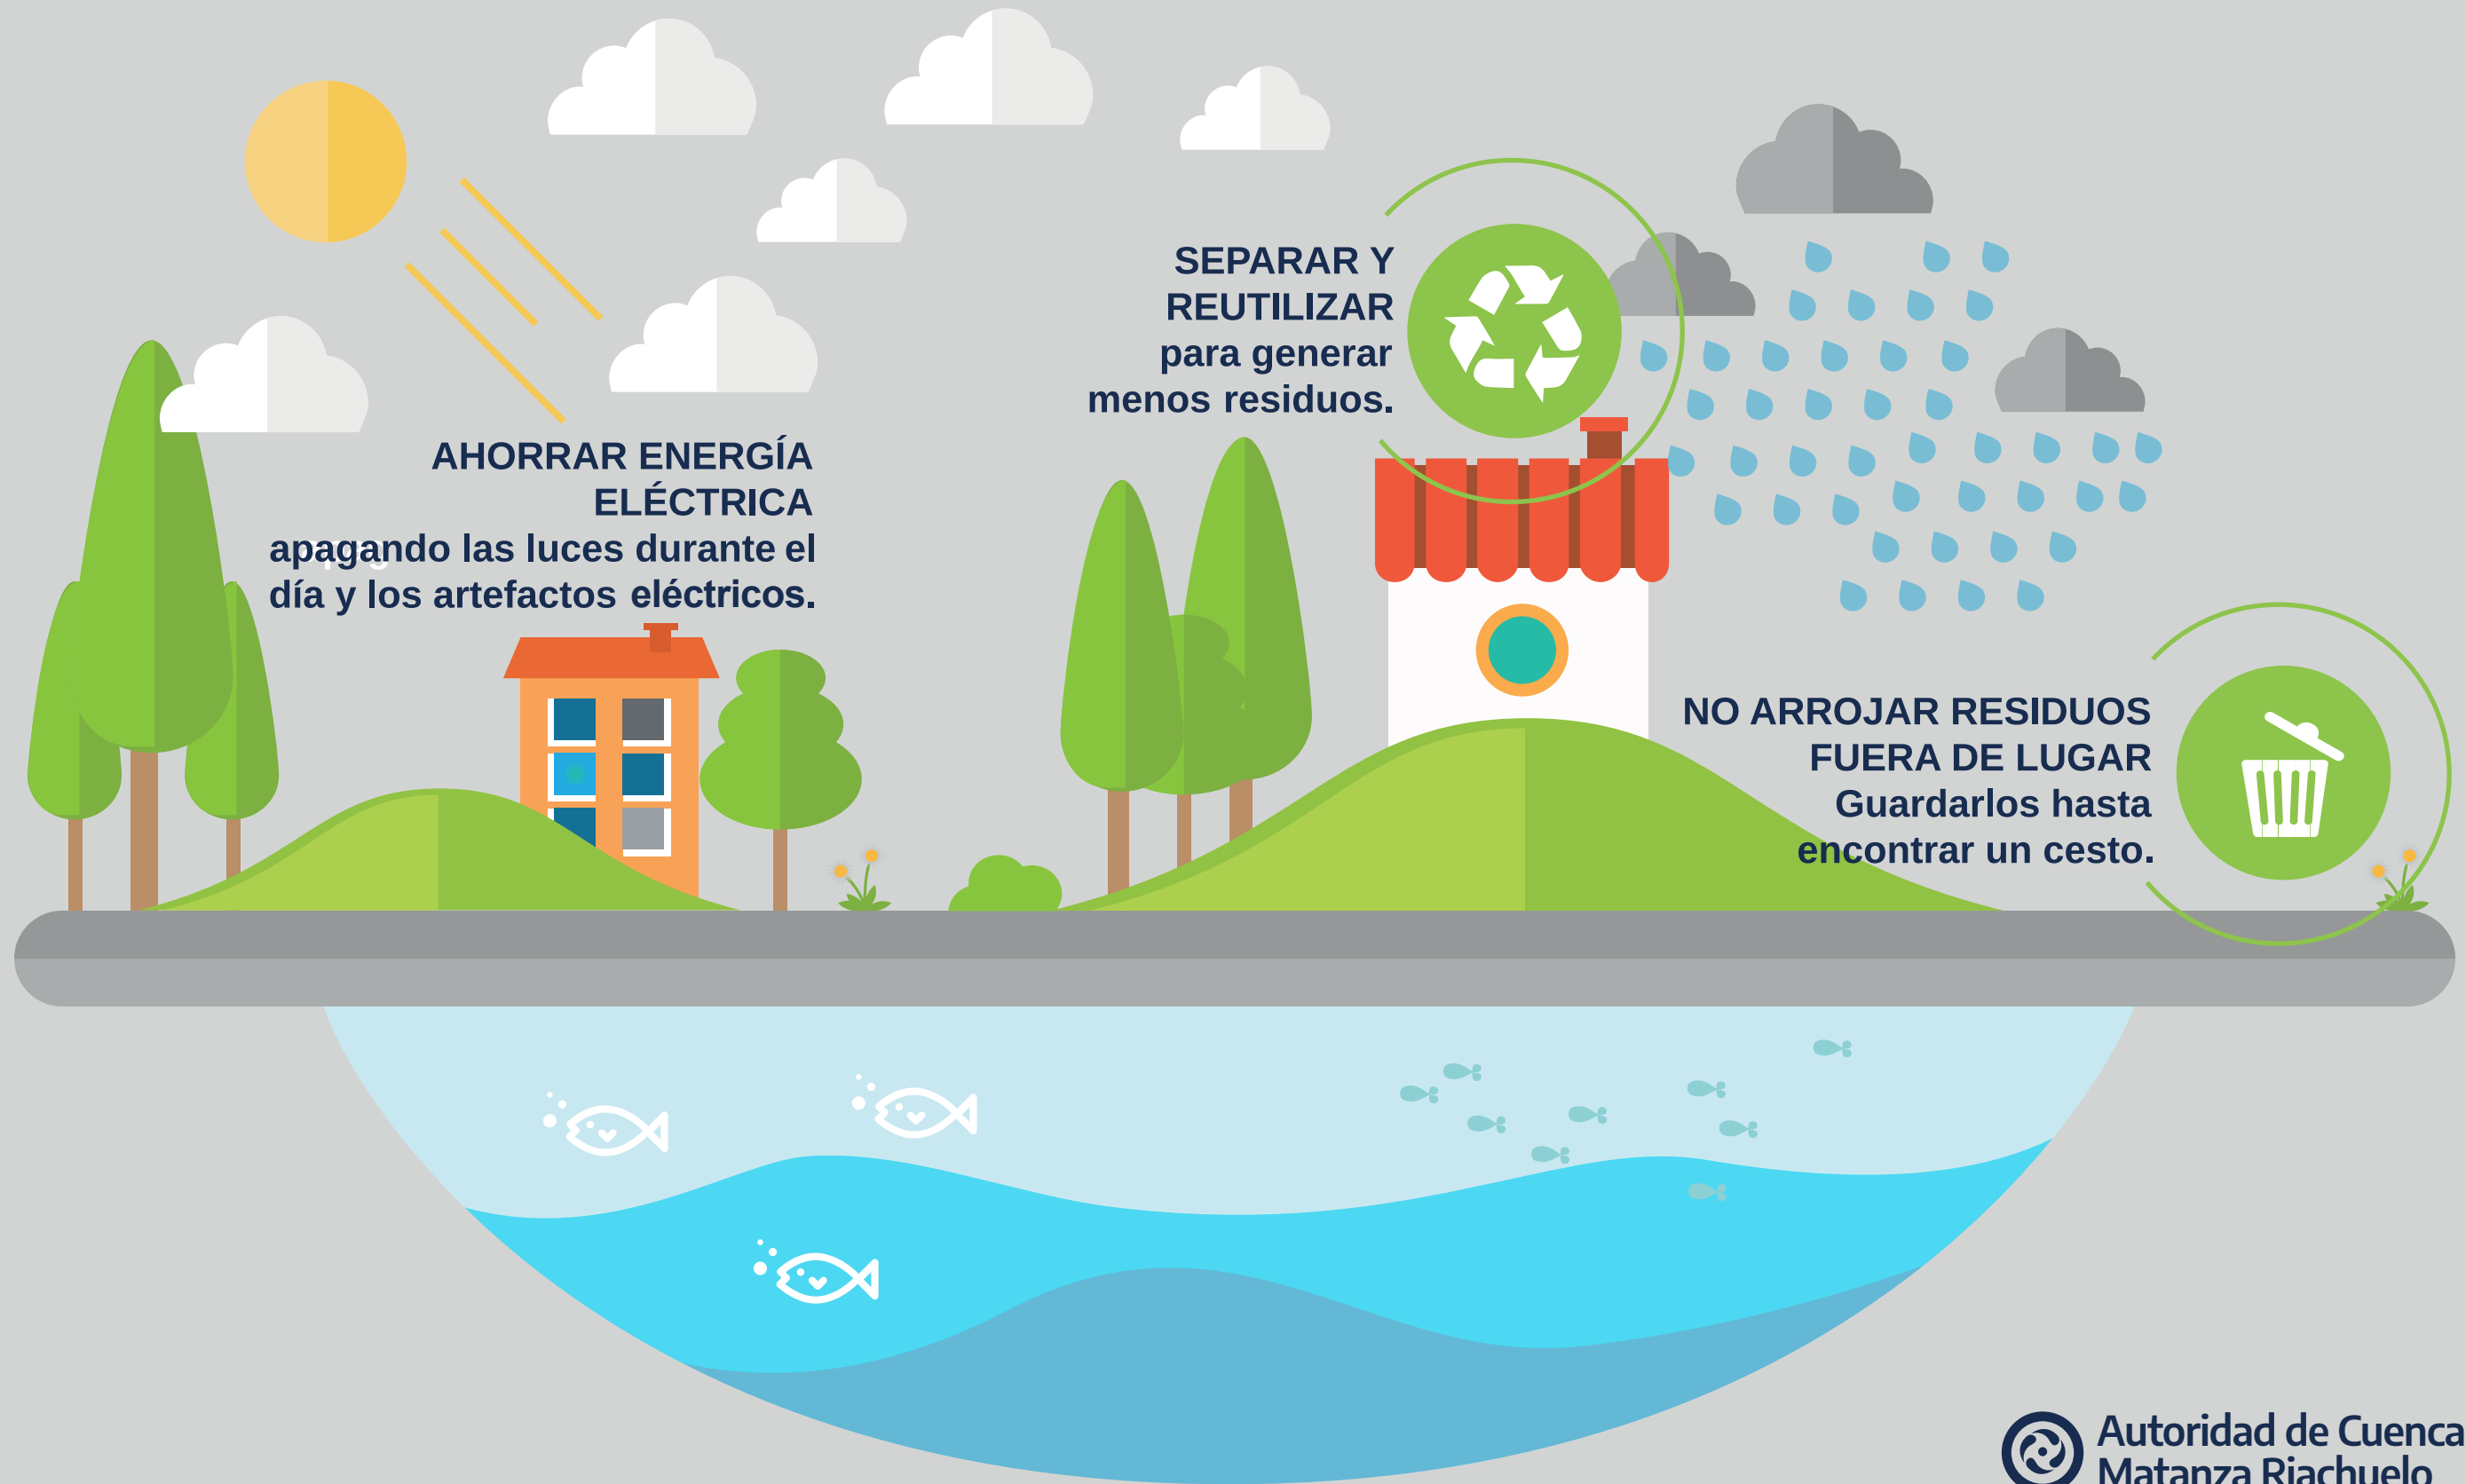 SEPARAR Y
REUTILIZAR
para generar
menos residuos.
AHORRAR ENERGÍA
ELÉCTRICA
apagando las luces durante el
día y los artefactos eléctricos.
NO ARROJAR RESIDUOS
FUERA DE LUGAR
Guardarlos hasta
encontrar un cesto.
Autoridad de Cuenca
Matanza Riachuelo